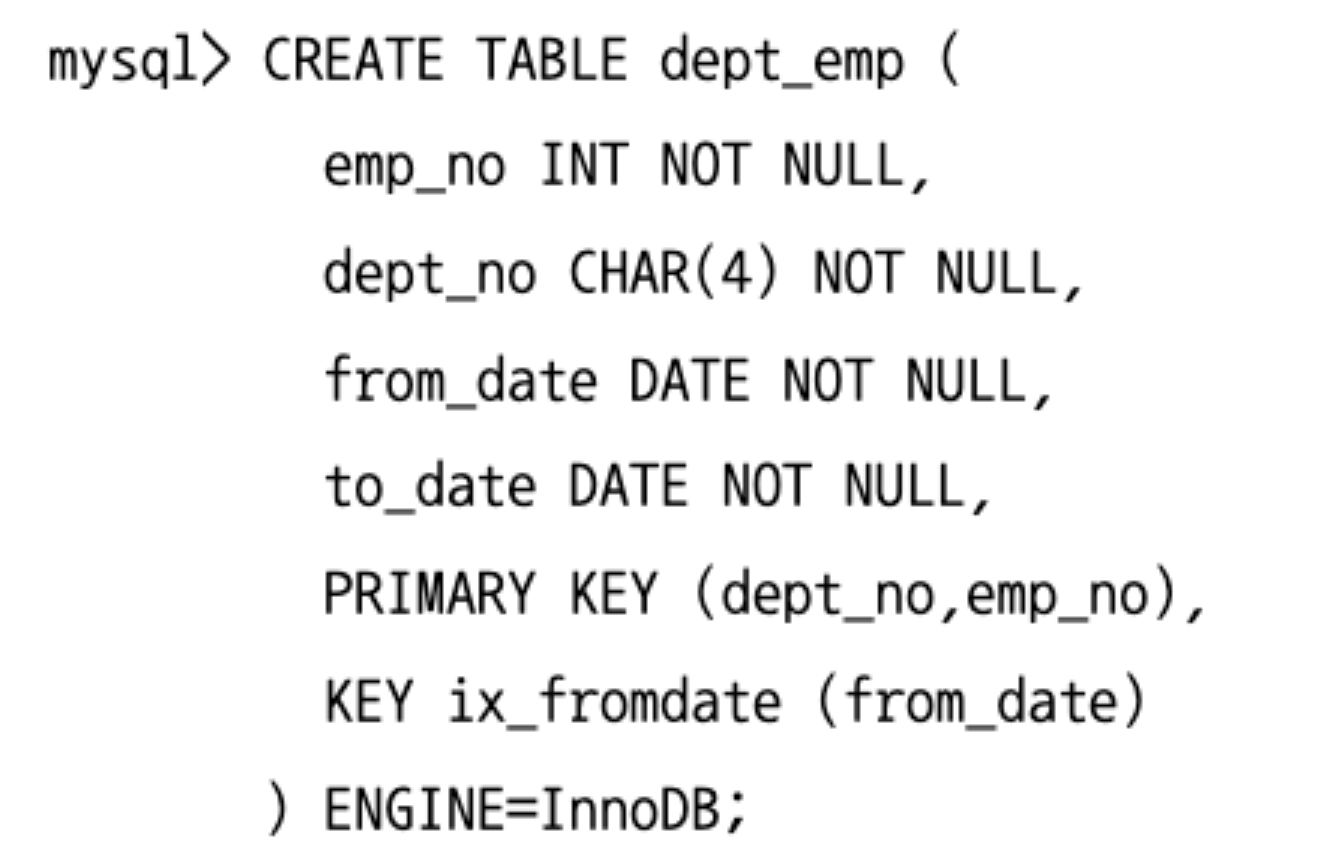 mysql> CREATE TABLE dept_emp (
emp_no INT NOT NULL,
dept_no CHAR(4) NOT NULL,
from_date DATE NOT NULL,
to_date DATE NOT NULL,
PRIMARY KEY (dept_no,emp_no),
KEY ix_fromdate (from_date)
) ENGINE=InnoDB;